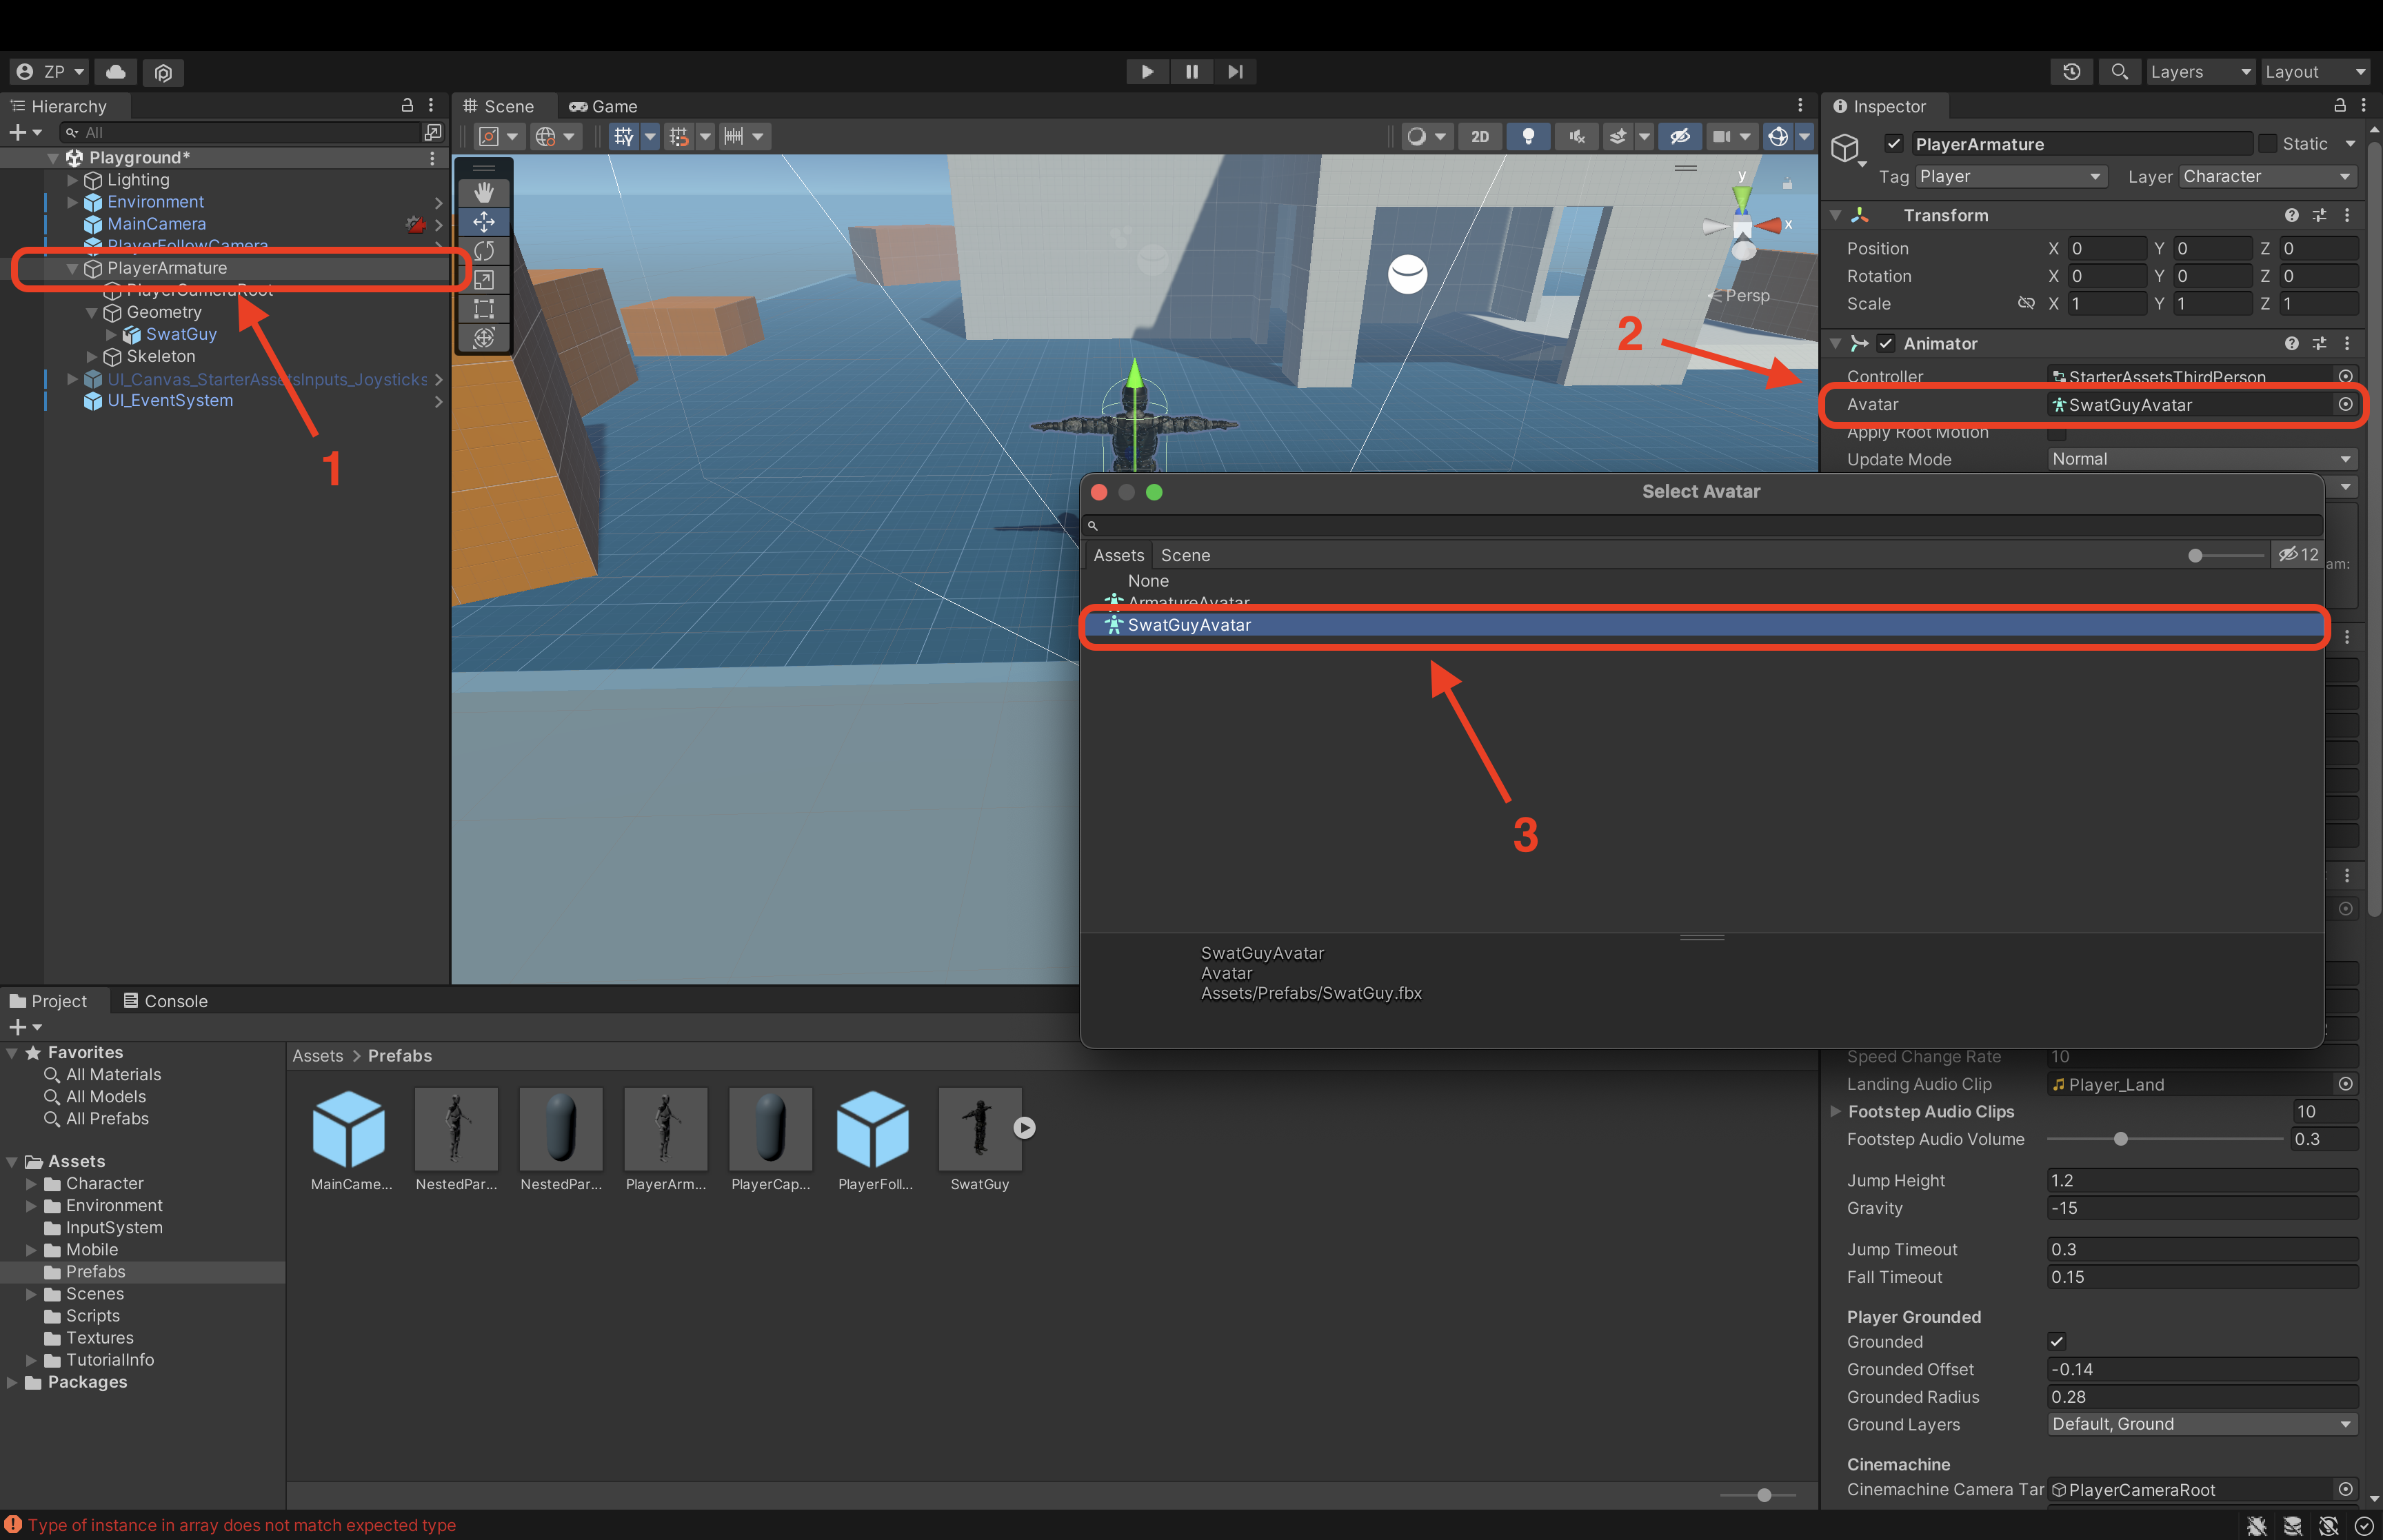 ZP
Layers
Layout
Hierarchy
All
Playground*
Lighting
Environment
MainCamera
PlayerFollowCamera
PlayerArmature
PlayerCameraRoot
Geometry
SwatGuy
Skeleton
UI_Canvas_StarterAssetsInputs_Joysticks
UI_EventSystem
1
Scene
Game
2D
y
x
Persp
2
Inspector
PlayerArmature
Static
Tag Player
Layer Character
Transform
Position X 0 Y 0 Z 0
Rotation X 0 Y 0 Z 0
Scale X 1 Y 1 Z 1
Animator
Controller StarterAssetsThirdPerson
Avatar SwatGuyAvatar
Apply Root Motion
Update Mode Normal
am:
Select Avatar
Assets Scene
12
None
ArmatureAvatar
SwatGuyAvatar
3
SwatGuyAvatar
Avatar
Assets/Prefabs/SwatGuy.fbx
Speed Change Rate 10
Landing Audio Clip Player_Land
Footstep Audio Clips 10
Footstep Audio Volume 0.3
Jump Height 1.2
Gravity -15
Jump Timeout 0.3
Fall Timeout 0.15
Player Grounded
Grounded
Grounded Offset -0.14
Grounded Radius 0.28
Ground Layers Default, Ground
Cinemachine
Cinemachine Camera Tar PlayerCameraRoot
Project
Console
Favorites
All Materials
All Models
All Prefabs
Assets
Character
Environment
InputSystem
Mobile
Prefabs
Scenes
Scripts
Textures
TutorialInfo
Packages
Assets > Prefabs
MainCame...
NestedPar...
NestedPar...
PlayerArm...
PlayerCap...
PlayerFoll...
SwatGuy
Type of instance in array does not match expected type